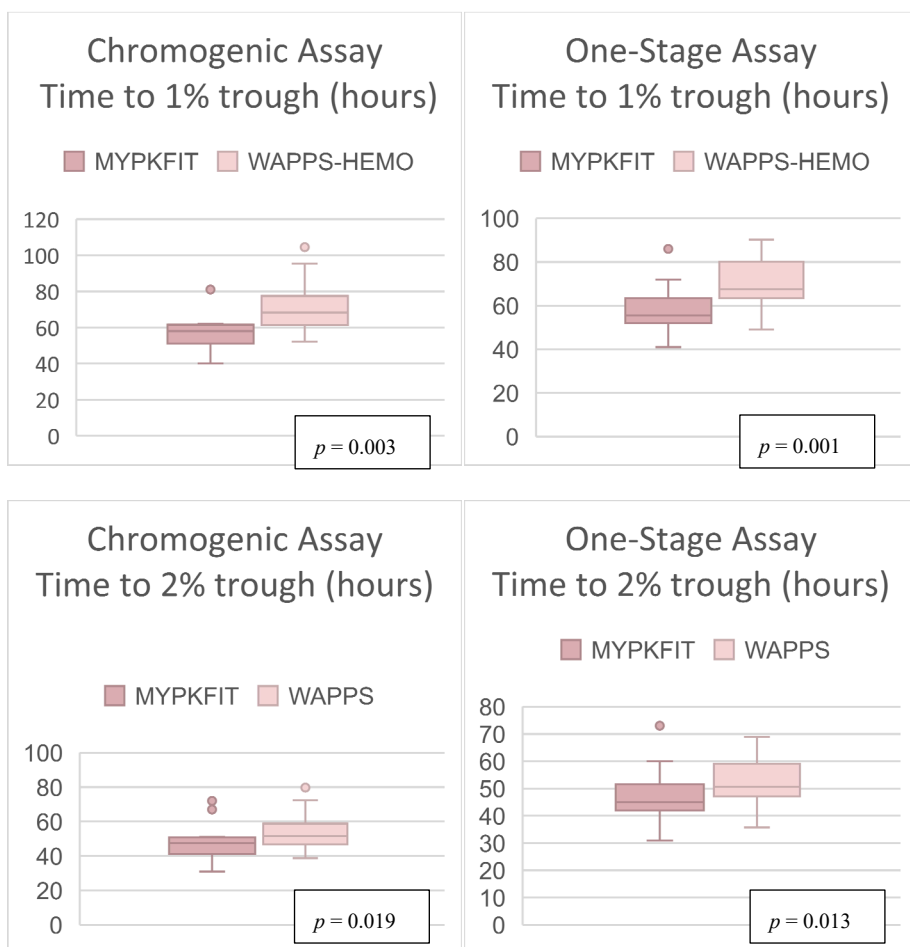 Chromogenic Assay
Time to 1% trough (hours)
MYPKFIT WAPPS-HEMO
120
100
80
60
40
20
0
p = 0.003
One-Stage Assay
Time to 1% trough (hours)
MYPKFIT WAPPS-HEMO
100
80
60
40
20
0
p = 0.001
Chromogenic Assay
Time to 2% trough (hours)
MYPKFIT WAPPS
100
80
60
40
20
0
p = 0.019
One-Stage Assay
Time to 2% trough (hours)
MYPKFIT WAPPS
80
70
60
50
40
30
20
10
0
p = 0.013